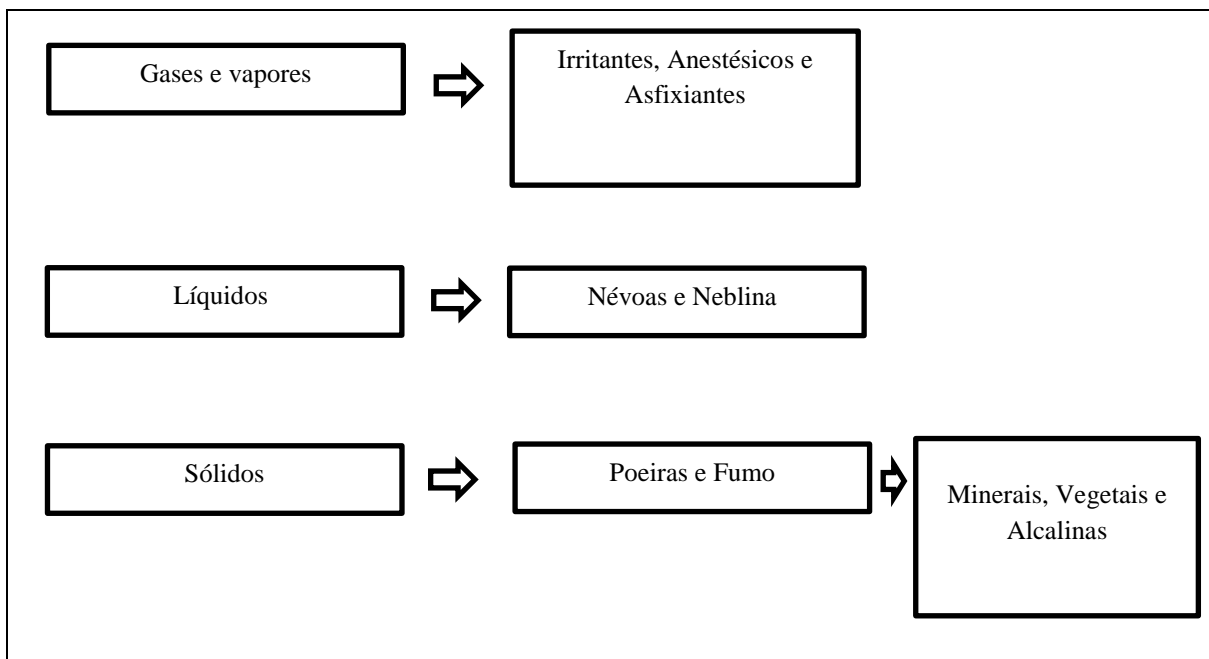 Gases e vapores
Irritantes, Anestésicos e
Asfixiantes
Líquidos
Névoas e Neblina
Sólidos
Poeiras e Fumo
Minerais, Vegetais e
Alcalinas